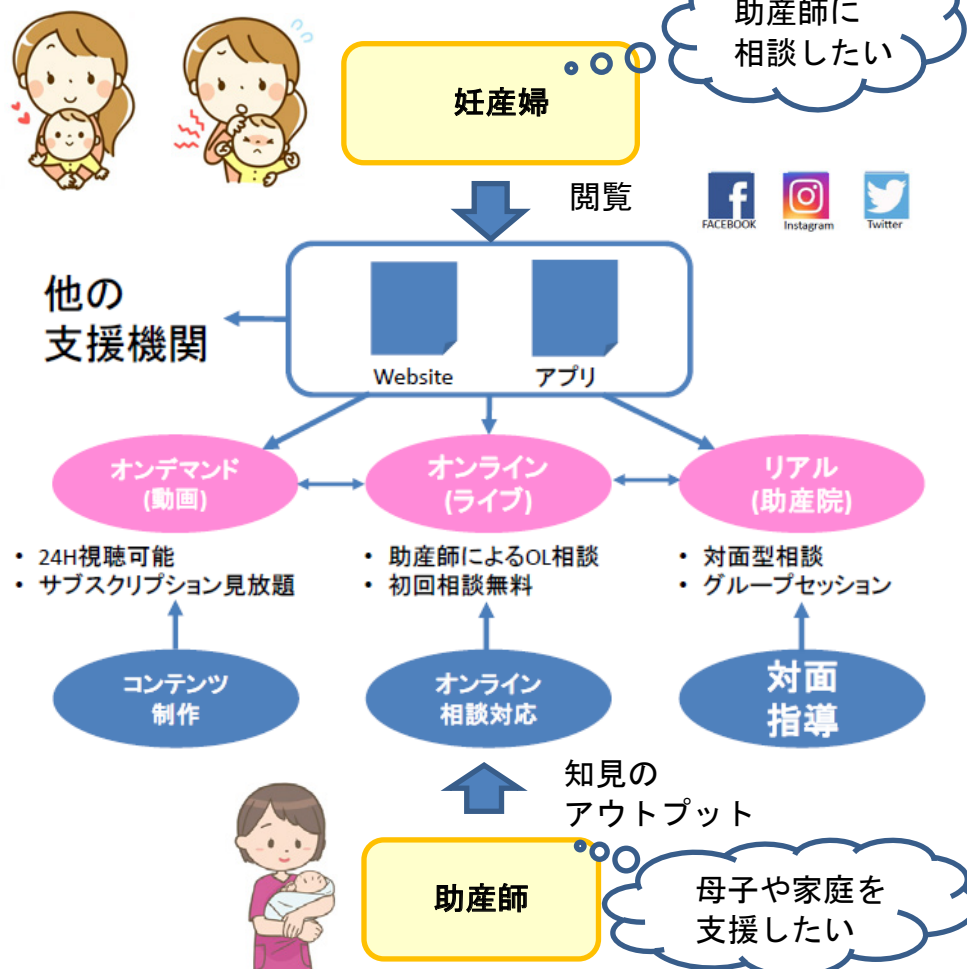 助産師に
相談したい
妊産婦
閲覧
FACEBOOK
Instagram
Twitter
他の
支援機関
Website
アプリ
オンデマンド
(動画)
オンライン
(ライブ)
リアル
(助産院)
• 24H視聴可能
• サブスクリプション見放題
• 助産師によるOL相談
• 初回相談無料
• 対面型相談
• グループセッション
コンテンツ
制作
オンライン
相談対応
対面
指導
知見の
アウトプット
助産師
母子や家庭を
支援したい